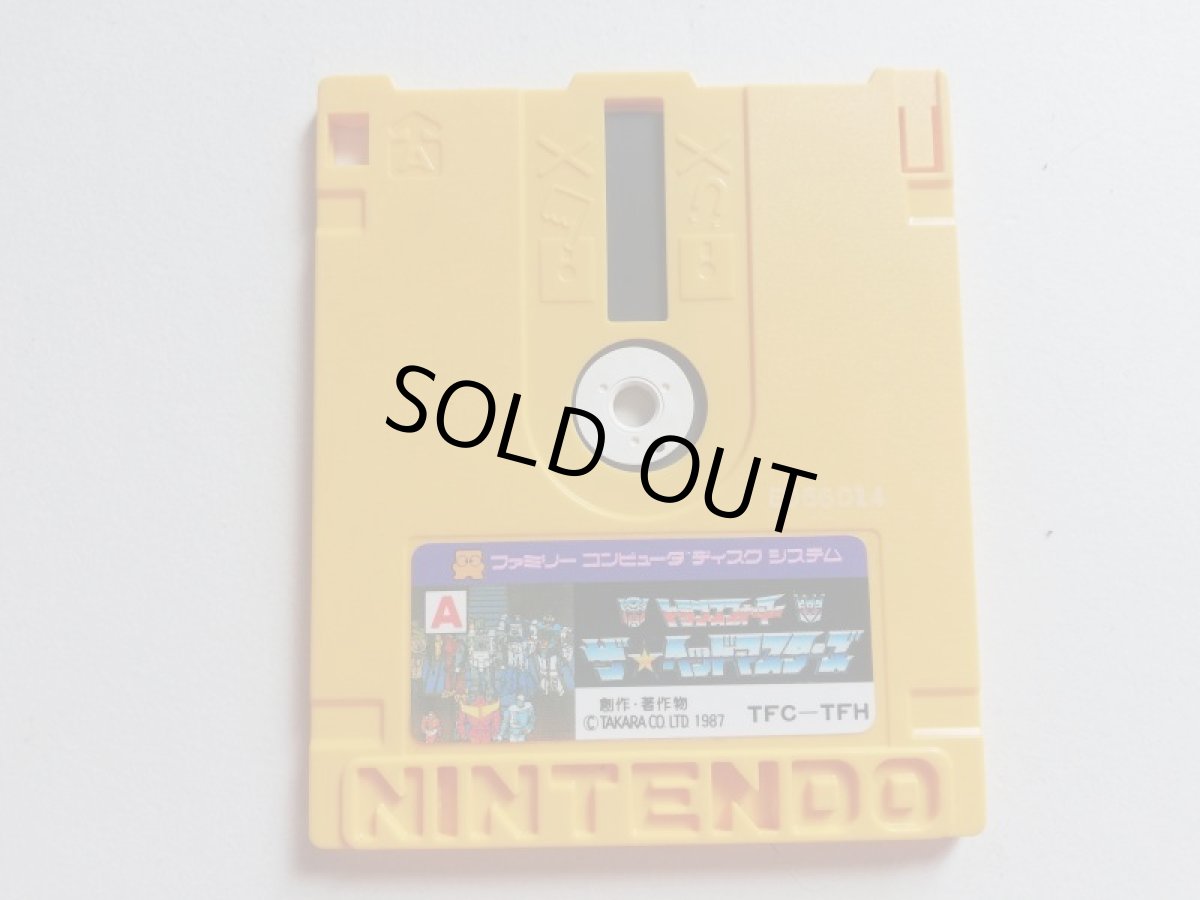 SOLD OUT
ファミリー コンピュータ ディスク システム
A
トランスフォーマー
ザ★ヘッドマスターズ
創作・著作物
©TAKARA CO. LTD. 1987
TFC-TFH
NINTENDO